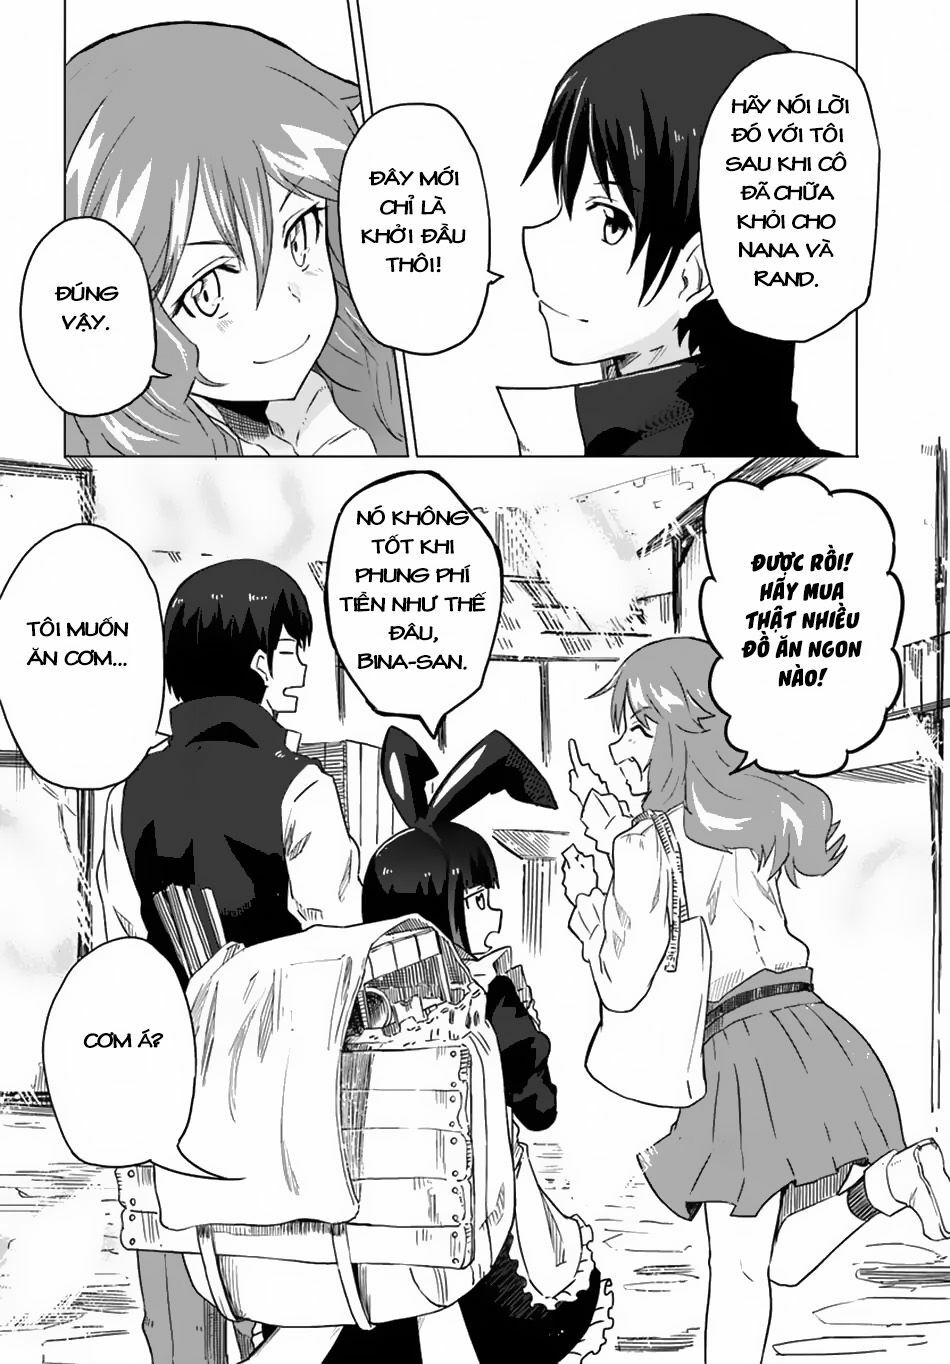 HÃY NÓI LỜI
ĐÓ VỚI TÔI
SAU KHI CÔ
ĐÃ CHỮA
KHỎI CHO
NANA VÀ
RAND.
ĐÂY MỚI
CHỈ LÀ
KHỞI ĐẦU
THÔI!
ĐÚNG
VẬY.
ĐƯỢC RỒI!
HÃY MUA
THẬT NHIỀU
ĐỒ ĂN NGON
NÀO!
NÓ KHÔNG
TỐT KHI
PHUNG PHÍ
TIỀN NHƯ THẾ
ĐÂU,
BINA-SAN.
TÔI MUỐN
ĂN CƠM...
CƠM Á?